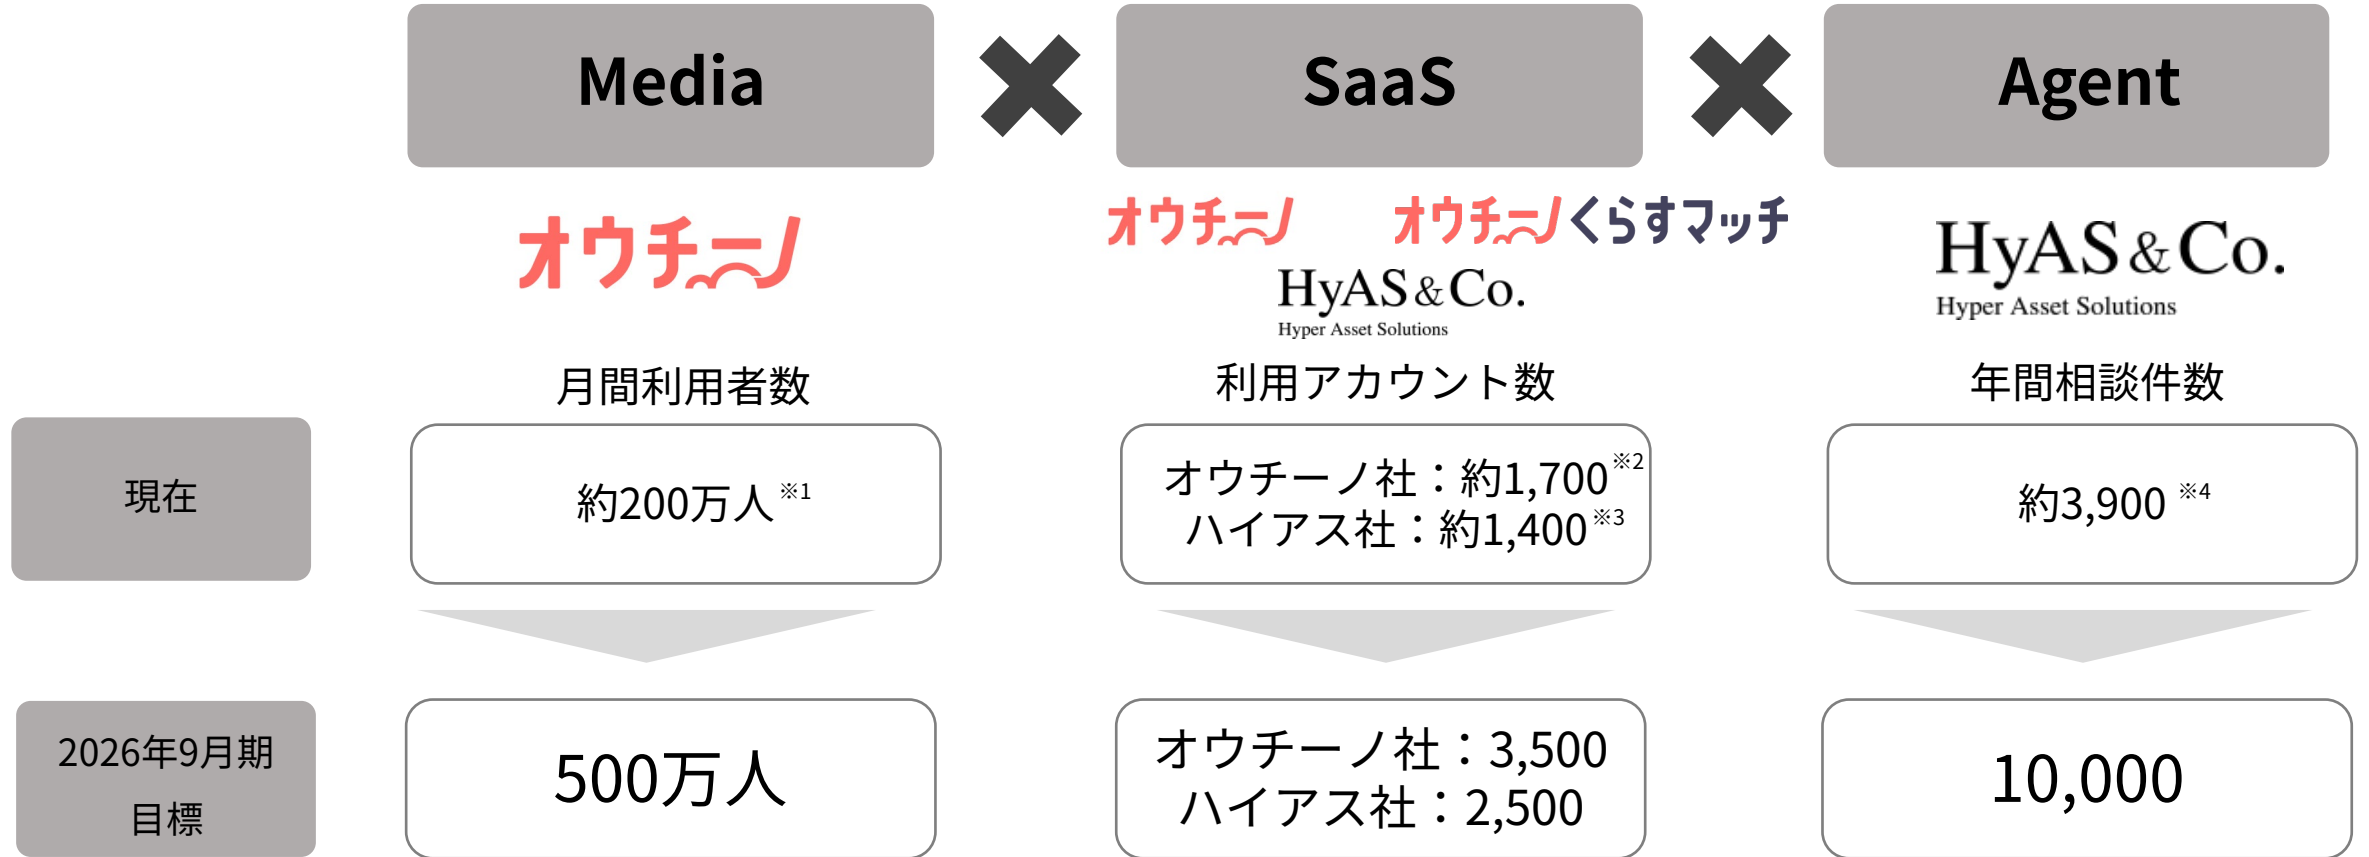 Media
SaaS
Agent
オウチーノ
オウチーノ
オウチーノくらすマッチ
HyAS&Co.
Hyper Asset Solutions
HyAS&Co.
Hyper Asset Solutions
月間利用者数
利用アカウント数
年間相談件数
現在
約200万人※1
オウチーノ社：約1,700※2
ハイアス社：約1,400※3
約3,900 ※4
2026年9月期
目標
500万人
オウチーノ社：3,500
ハイアス社：2,500
10,000